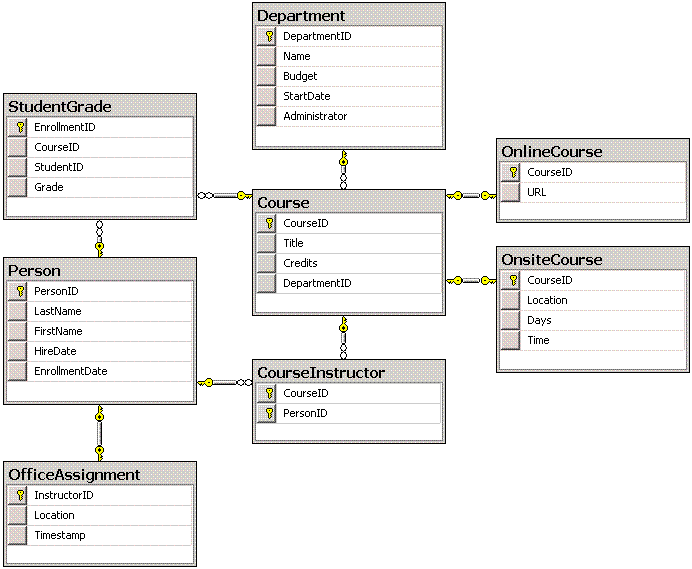 Department
DepartmentID
Name
Budget
StartDate
Administrator
StudentGrade
EnrollmentID
CourseID
StudentID
Grade
OnlineCourse
CourseID
URL
Course
CourseID
Title
Credits
DepartmentID
OnsiteCourse
CourseID
Location
Days
Time
Person
PersonID
LastName
FirstName
HireDate
EnrollmentDate
CourseInstructor
CourseID
PersonID
OfficeAssignment
InstructorID
Location
Timestamp